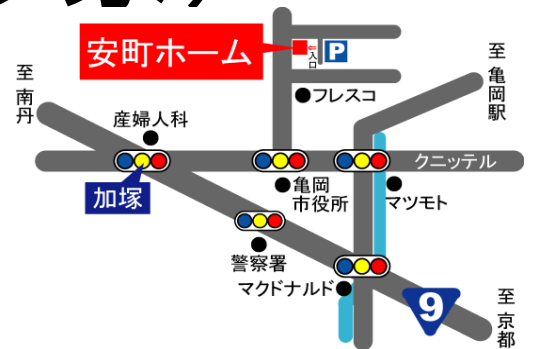 安町ホーム
入口
P
至亀岡駅
至南丹
フレスコ
産婦人科
クニッテル
加塚
亀岡
市役所
マツモト
警察署
マクドナルド
9
至京都